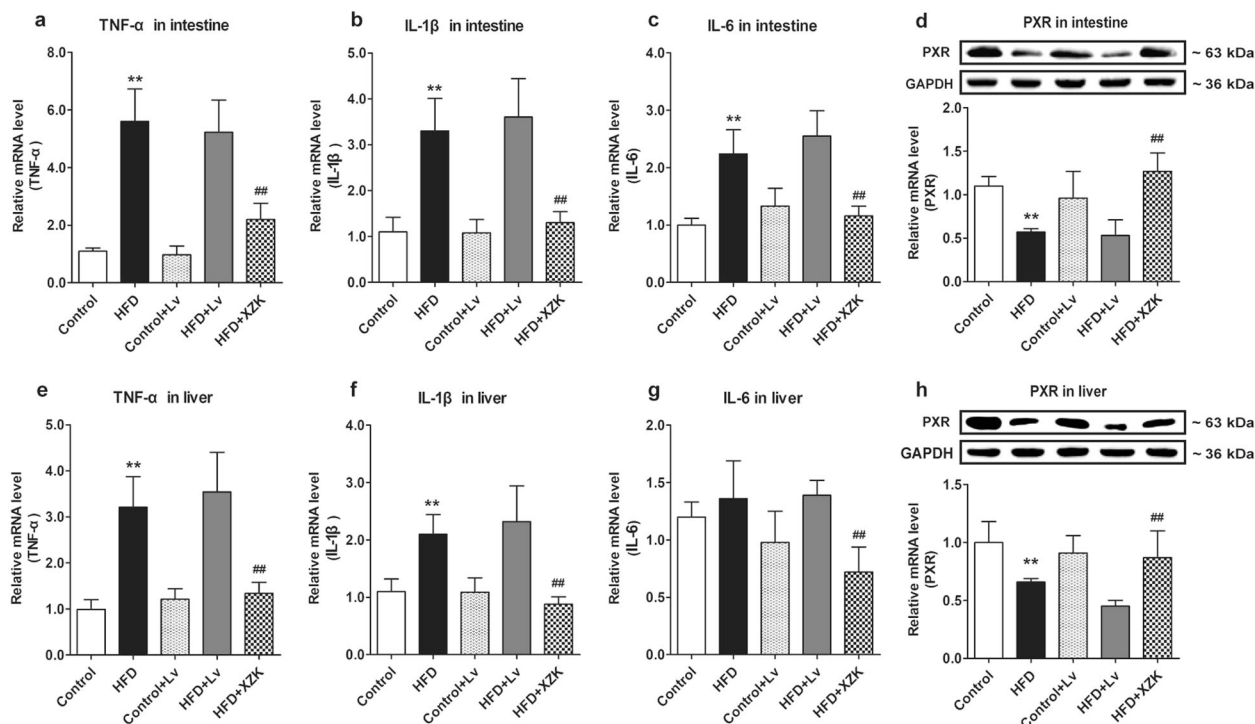 a
TNF-α in intestine
Relative mRNA level
(TNF-α)
8.0
6.0
4.0
2.0
0.0
**
##
Control
HFD
Control+Lv
HFD+Lv
HFD+XZK
b
IL-1β in intestine
Relative mRNA level
(IL-1β)
5.0
4.0
3.0
2.0
1.0
0.0
**
##
Control
HFD
Control+Lv
HFD+Lv
HFD+XZK
c
IL-6 in intestine
Relative mRNA level
(IL-6)
4.0
3.0
2.0
1.0
0.0
**
##
Control
HFD
Control+Lv
HFD+Lv
HFD+XZK
d
PXR in intestine
PXR
~ 63 kDa
GAPDH
~ 36 kDa
Relative mRNA level
(PXR)
2.0
1.5
1.0
0.5
0.0
**
##
Control
HFD
Control+Lv
HFD+Lv
HFD+XZK
e
TNF-α in liver
Relative mRNA level
(TNF-α)
5.0
4.0
3.0
2.0
1.0
0.0
**
##
Control
HFD
Control+Lv
HFD+Lv
HFD+XZK
f
IL-1β in liver
Relative mRNA level
(IL-1β)
4.0
3.0
2.0
1.0
0.0
**
##
Control
HFD
Control+Lv
HFD+Lv
HFD+XZK
g
IL-6 in liver
Relative mRNA level
(IL-6)
2.0
1.5
1.0
0.5
0.0
##
Control
HFD
Control+Lv
HFD+Lv
HFD+XZK
h
PXR in liver
PXR
~ 63 kDa
GAPDH
~ 36 kDa
Relative mRNA level
(PXR)
1.5
1.0
0.5
0.0
**
##
Control
HFD
Control+Lv
HFD+Lv
HFD+XZK